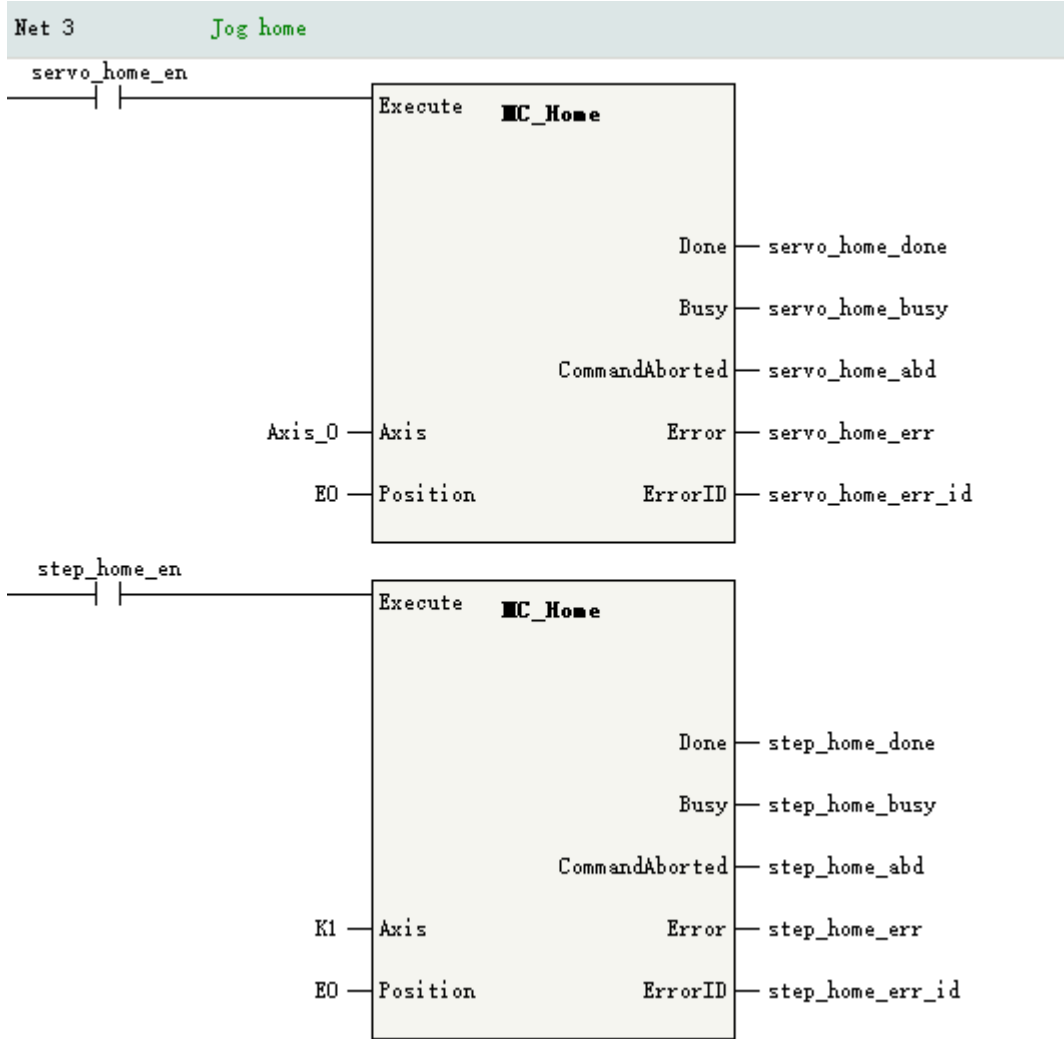 Net 3 Jog home
servo_home_en
Execute MC_Home
Done servo_home_done
Busy servo_home_busy
CommandAborted servo_home_abd
Axis_0 Axis Error servo_home_err
E0 Position ErrorID servo_home_err_id
step_home_en
Execute MC_Home
Done step_home_done
Busy step_home_busy
CommandAborted step_home_abd
K1 Axis Error step_home_err
E0 Position ErrorID step_home_err_id